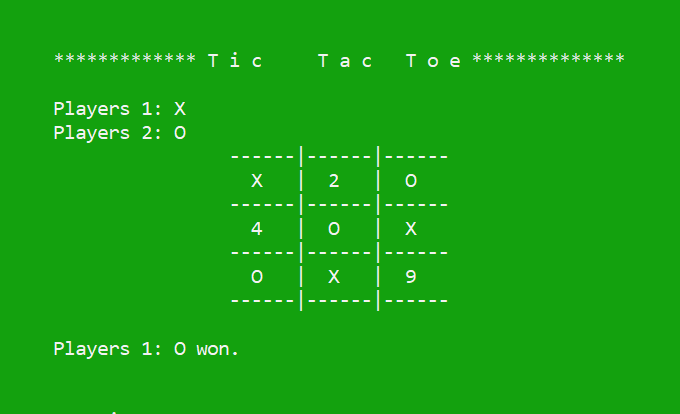 ************* T i c     T a c   T o e **************
Players 1: X
Players 2: O
------|------|------
X | 2 | O
------|------|------
4 | O | X
------|------|------
O | X | 9
------|------|------
Players 1: O won.